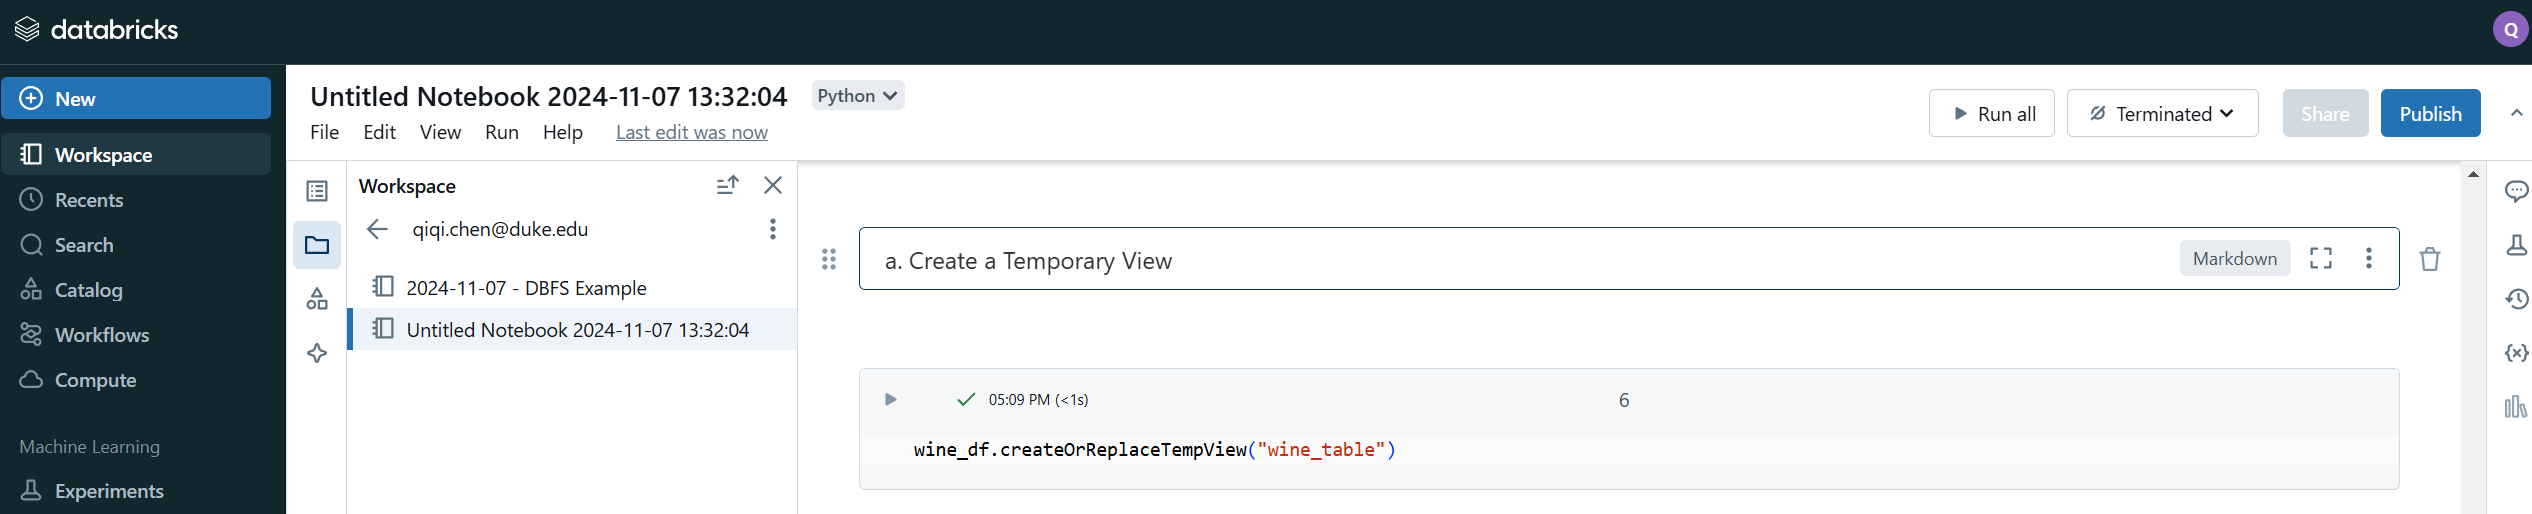 databricks
Q
New
Workspace
Recents
Search
Catalog
Workflows
Compute
Machine Learning
Experiments
Untitled Notebook 2024-11-07 13:32:04
Python
File Edit View Run Help Last edit was now
Run all
Terminated
Share
Publish
Workspace
qiqi.chen@duke.edu
2024-11-07 - DBFS Example
Untitled Notebook 2024-11-07 13:32:04
a. Create a Temporary View
Markdown
05:09 PM (<1s)
6
wine_df.createOrReplaceTempView("wine_table")